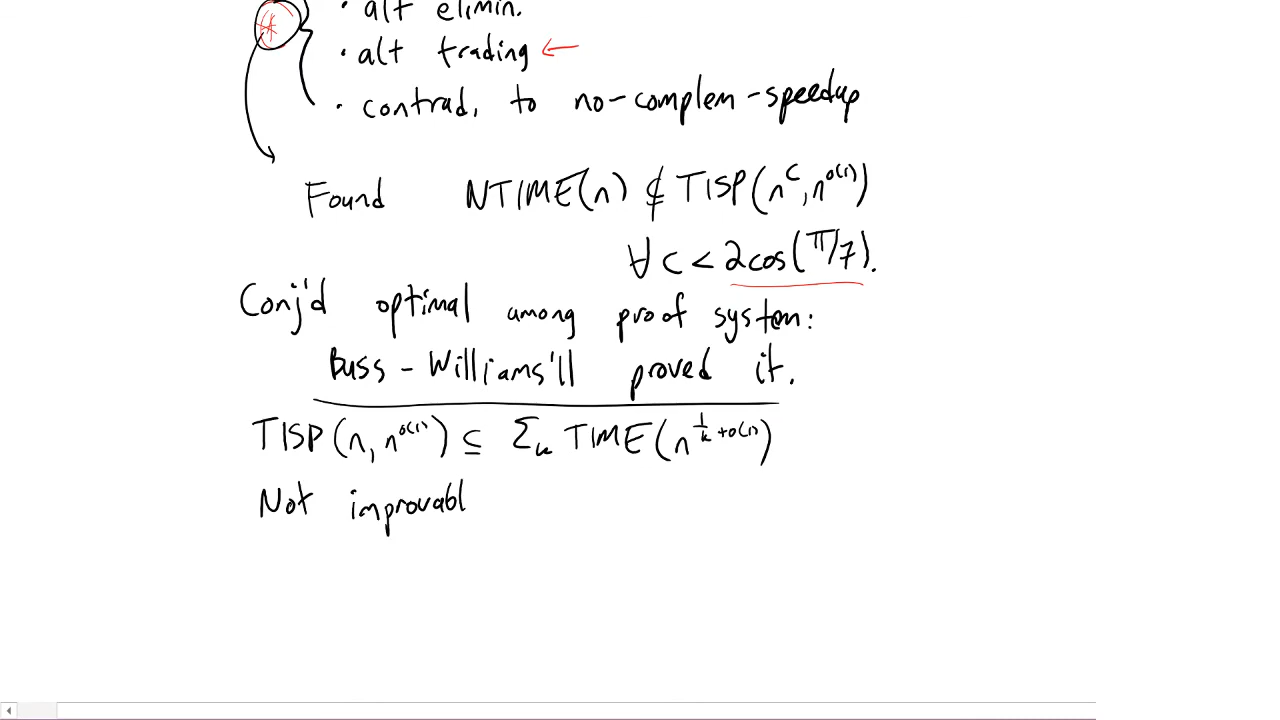 · alt elimin.
· alt trading ←
· contrad. to no-complem-speedup
Found NTIME(n) ⊄ TISP(n^c, n^o(1))
∀ c < 2cos(π/7).
Conj'd optimal among proof system:
Buss - Williams'll proved it.
TISP(n, n^o(1)) ⊆ Σ_k TIME(n^(1/k + o(1)))
Not improvabl